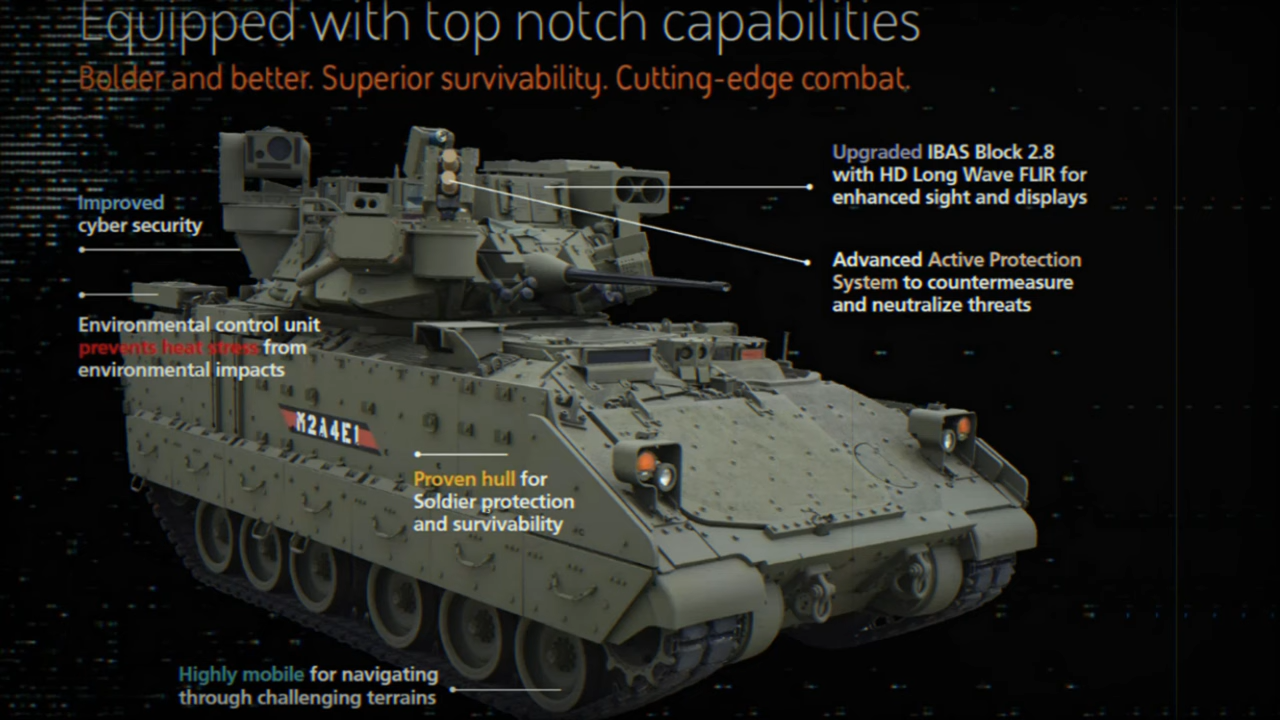 Equipped with top notch capabilities
Bolder and better. Superior survivability. Cutting-edge combat.
Upgraded IBAS Block 2.8
with HD Long Wave FLIR for
enhanced sight and displays
Improved
cyber security
Advanced Active Protection
System to countermeasure
and neutralize threats
Environmental control unit
prevents heat stress from
environmental impacts
M2A4E1
Proven hull for
Soldier protection
and survivability
Highly mobile for navigating
through challenging terrains